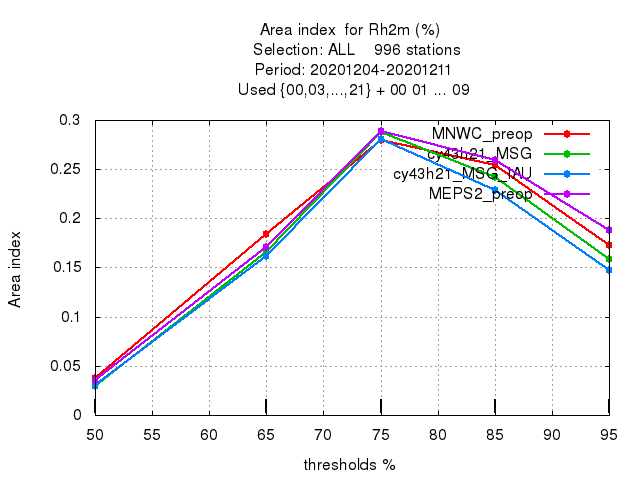 Area index for Rh2m (%)
Selection: ALL 996 stations
Period: 20201204-20201211
Used {00,03,...,21} + 00 01 ... 09
0.3
0.25
0.2
0.15
0.1
0.05
0
Area index
MNWC_preop
cy43h21_MSG
cy43h21_MSG_IAU
MEPS2_preop
50 55 60 65 70 75 80 85 90 95
thresholds %